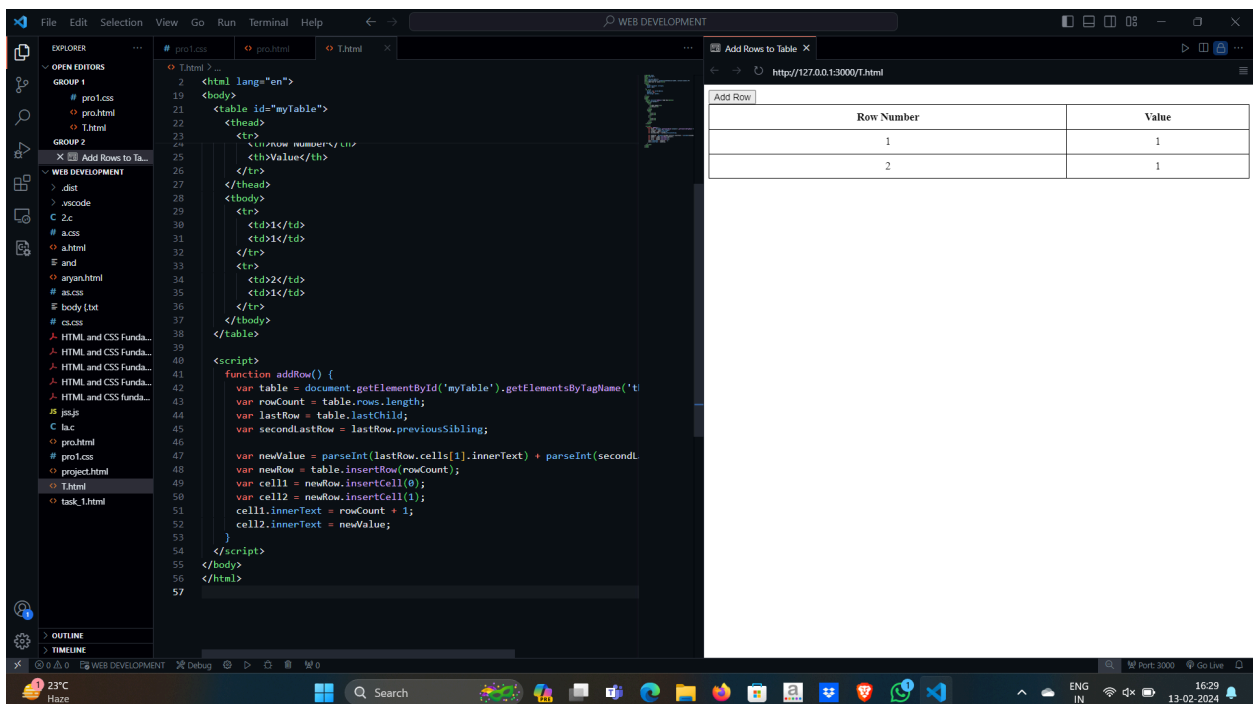 File Edit Selection View Go Run Terminal Help
WEB DEVELOPMENT
EXPLORER
OPEN EDITORS
GROUP 1
# pro1.css
pro.html
T.html
GROUP 2
Add Rows to Ta...
WEB DEVELOPMENT
.dist
.vscode
C 2.c
# a.css
a.html
and
aryan.html
# as.css
body {.txt
# cs.css
HTML and CSS Funda...
HTML and CSS Funda...
HTML and CSS Funda...
HTML and CSS Funda...
HTML and CSS funda...
JS jss.js
C la.c
pro.html
# pro1.css
project.html
T.html
task_1.html
OUTLINE
TIMELINE
# pro1.css pro.html T.html
T.html > ...
2 <html lang="en">
19 <body>
21 <table id="myTable">
22 <thead>
23 <tr>
24 <th>Row Number</th>
25 <th>Value</th>
26 </tr>
27 </thead>
28 <tbody>
29 <tr>
30 <td>1</td>
31 <td>1</td>
32 </tr>
33 <tr>
34 <td>2</td>
35 <td>1</td>
36 </tr>
37 </tbody>
38 </table>
39
40 <script>
41 function addRow() {
42 var table = document.getElementById('myTable').getElementsByTagName('t
43 var rowCount = table.rows.length;
44 var lastRow = table.lastChild;
45 var secondLastRow = lastRow.previousSibling;
46
47 var newValue = parseInt(lastRow.cells[1].innerText) + parseInt(secondL
48 var newRow = table.insertRow(rowCount);
49 var cell1 = newRow.insertCell(0);
50 var cell2 = newRow.insertCell(1);
51 cell1.innerText = rowCount + 1;
52 cell2.innerText = newValue;
53 }
54 </script>
55 </body>
56 </html>
57
Add Rows to Table
http://127.0.0.1:3000/T.html
Add Row
Row Number Value
1 1
2 1
0 0 WEB DEVELOPMENT Debug 0 Port: 3000 Go Live
1 23°C
Haze
Search
PRE
ENG
IN
16:29
13-02-2024